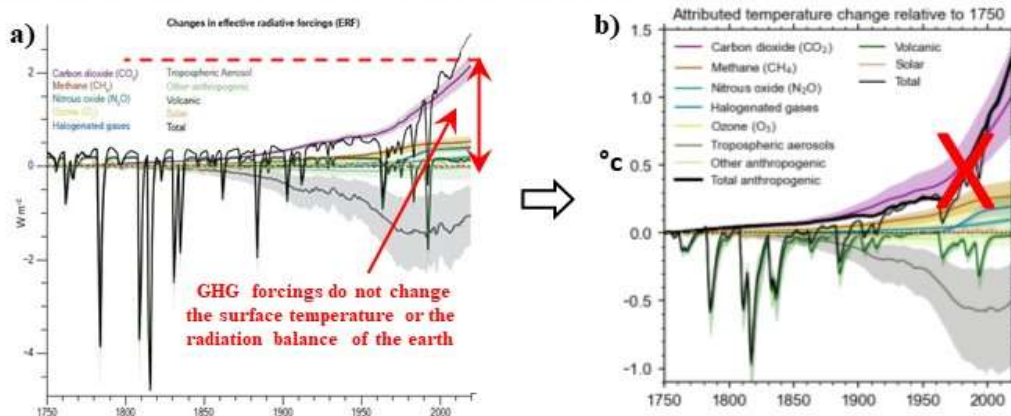 a)
Changes in effective radiative forcings (ERF)
Carbon dioxide (CO₂)
Methane (CH₄)
Nitrous oxide (N₂O)
Ozone (O₃)
Halogenated gases
Tropospheric Aerosol
Other anthropogenic
Volcanic
Solar
Total
W m⁻²
2
0
-2
-4
1750 1800 1850 1900 1950 2000
GHG forcings do not change
the surface temperature or the
radiation balance of the earth
b)
Attributed temperature change relative to 1750
Carbon dioxide (CO₂)
Methane (CH₄)
Nitrous oxide (N₂O)
Halogenated gases
Ozone (O₃)
Tropospheric aerosols
Other anthropogenic
Total anthropogenic
Volcanic
Solar
Total
°c
1.5
1.0
0.5
0.0
-0.5
-1.0
1750 1800 1850 1900 1950 2000